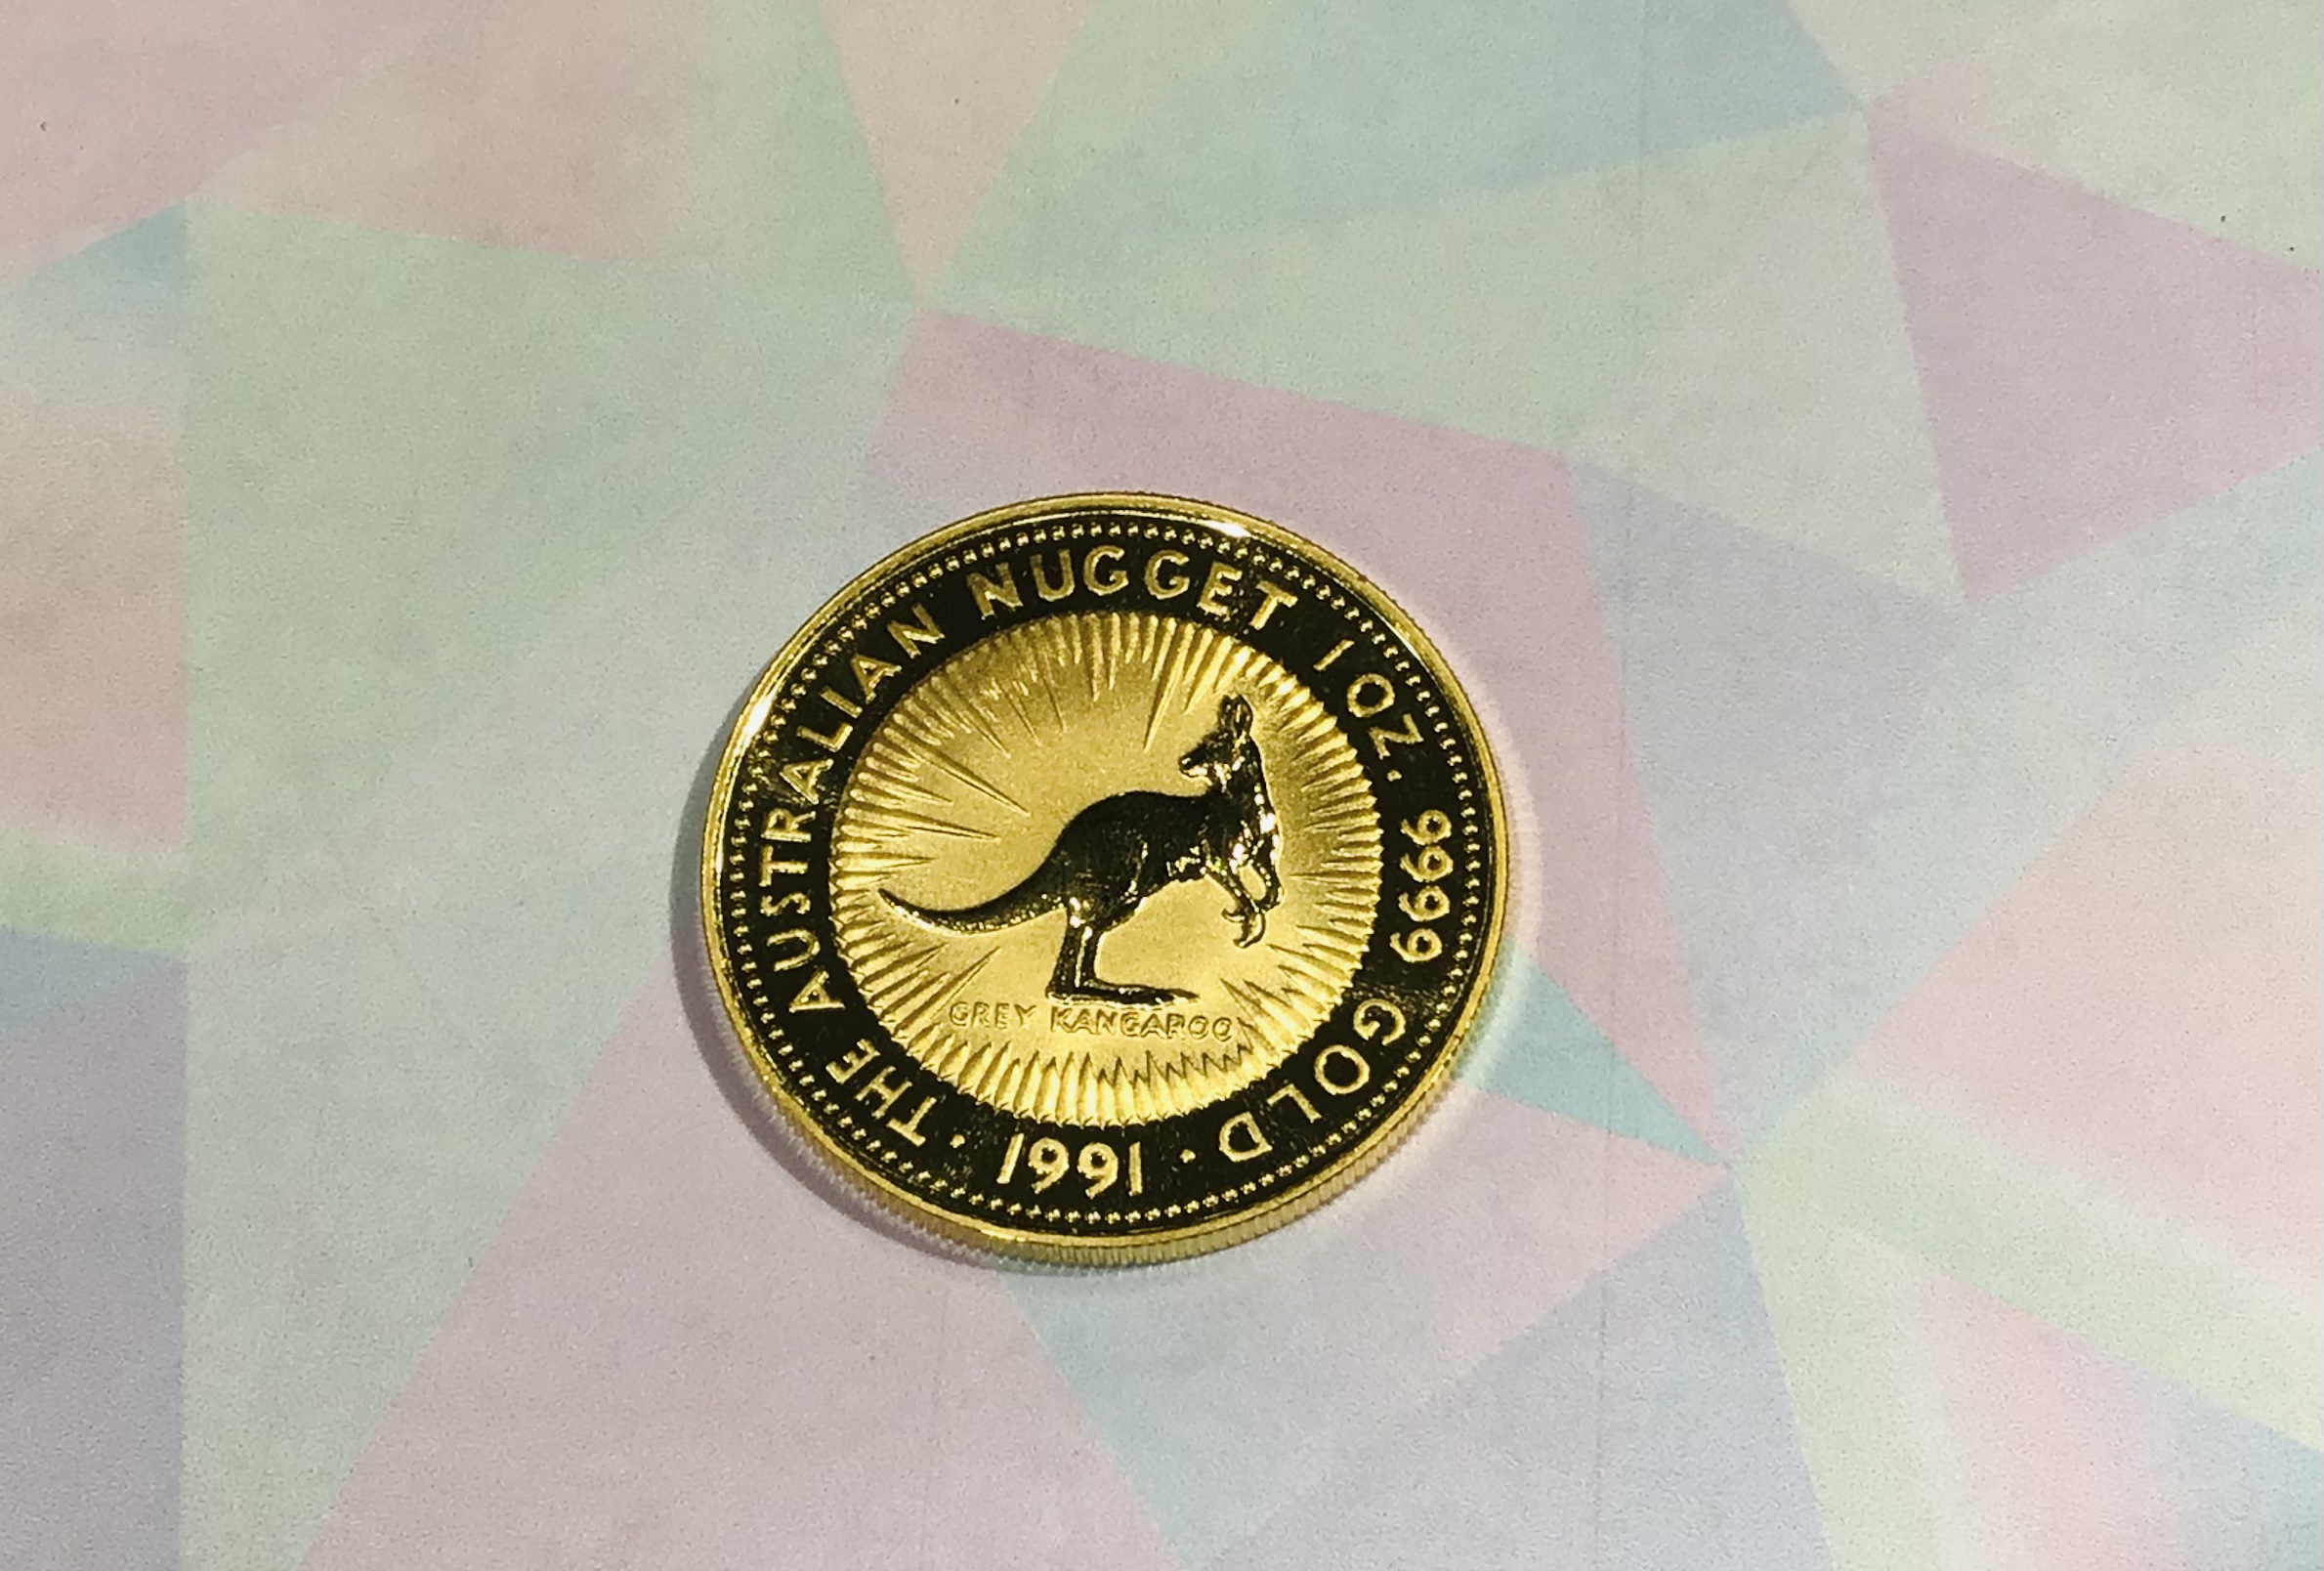 THE AUSTRALIAN NUGGET 1 OZ. 9999 GOLD · 1991 ·
GREY KANGAROO